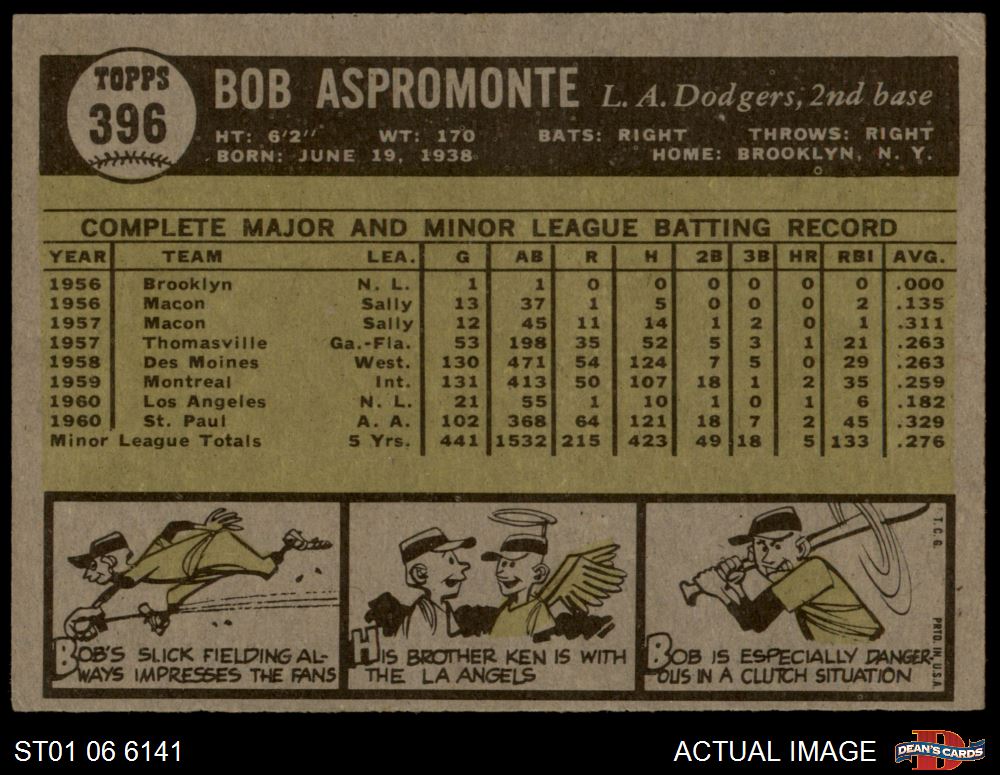 TOPPS
396
BOB ASPROMONTE L. A. Dodgers, 2nd base
HT: 6'2" WT: 170 BATS: RIGHT THROWS: RIGHT
BORN: JUNE 19, 1938 HOME: BROOKLYN, N. Y.
COMPLETE MAJOR AND MINOR LEAGUE BATTING RECORD
YEAR TEAM LEA. G AB R H 2B 3B HR RBI AVG.
1956 Brooklyn N. L. 1 1 0 0 0 0 0 0 .000
1956 Macon Sally 13 37 1 5 0 0 0 2 .135
1957 Macon Sally 12 45 11 14 1 2 0 1 .311
1957 Thomasville Ga.-Fla. 53 198 35 52 5 3 1 21 .263
1958 Des Moines West. 130 471 54 124 7 5 0 29 .263
1959 Montreal Int. 131 413 50 107 18 1 2 35 .259
1960 Los Angeles N. L. 21 55 1 10 1 0 1 6 .182
1960 St. Paul A. A. 102 368 64 121 18 7 2 45 .329
Minor League Totals 5 Yrs. 441 1532 215 423 49 18 5 133 .276
BOB'S SLICK FIELDING AL-
WAYS IMPRESSES THE FANS
HIS BROTHER KEN IS WITH
THE LA ANGELS
BOB IS ESPECIALLY DANGER-
OUS IN A CLUTCH SITUATION
T. C. G. PRTD. IN U.S.A.
ST01 06 6141
ACTUAL IMAGE
D
DEAN'S CARDS